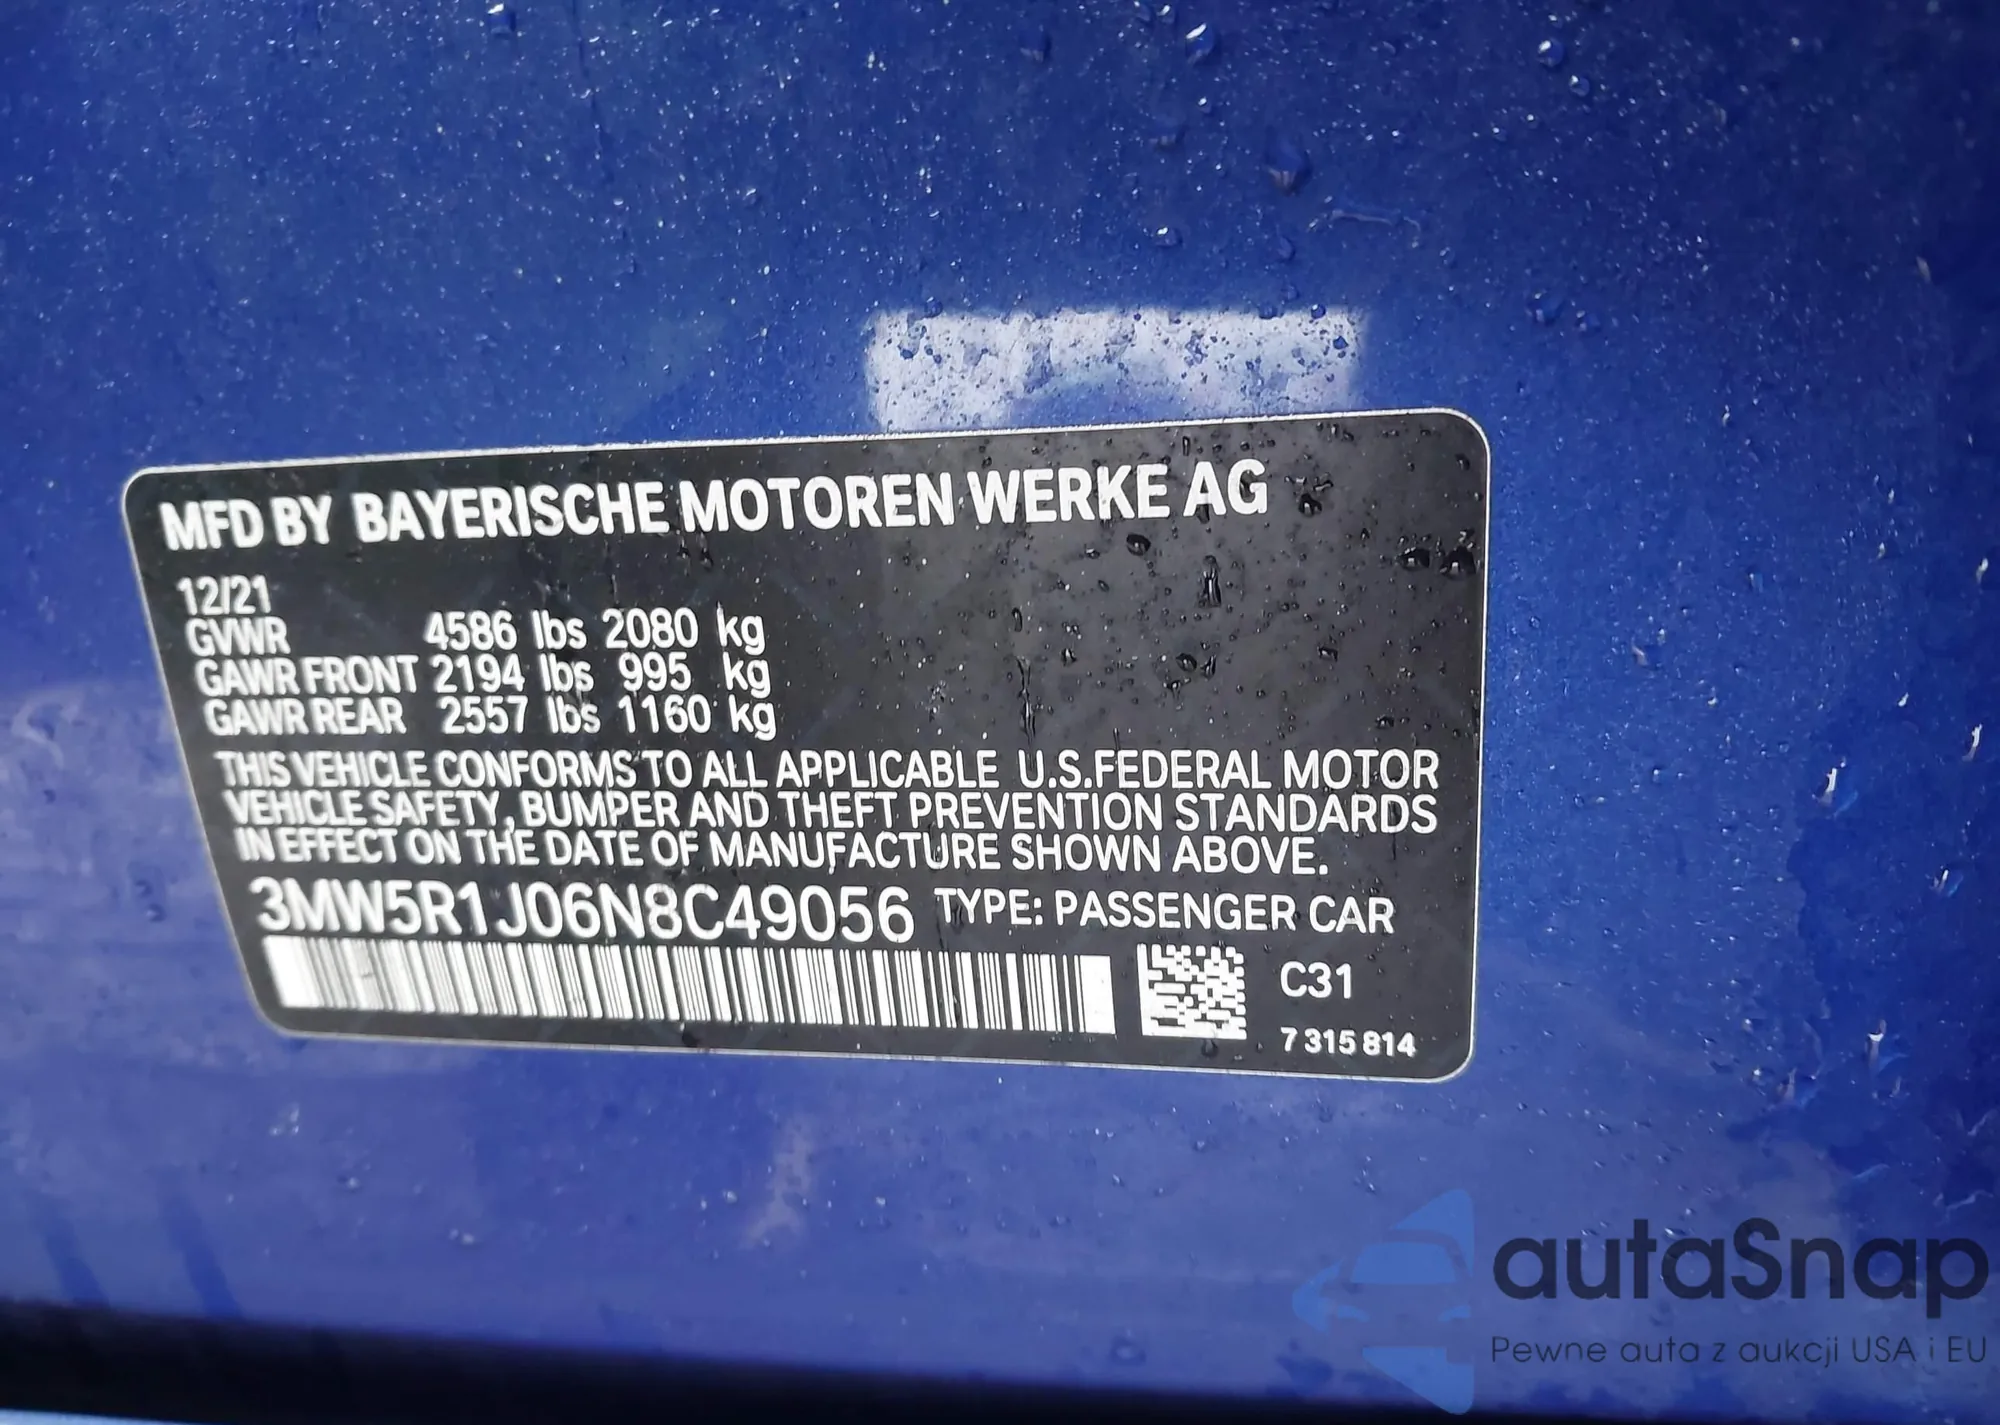 MFD BY BAYERISCHE MOTOREN WERKE AG
12/21
GVWR 4586 lbs 2080 kg
GAWR FRONT 2194 lbs 995 kg
GAWR REAR 2557 lbs 1160 kg
THIS VEHICLE CONFORMS TO ALL APPLICABLE U.S.FEDERAL MOTOR
VEHICLE SAFETY, BUMPER AND THEFT PREVENTION STANDARDS
IN EFFECT ON THE DATE OF MANUFACTURE SHOWN ABOVE.
3MW5R1J06N8C49056 TYPE: PASSENGER CAR
C31
7 315 814
autaSnap
Pewne auta z aukcji USA i EU